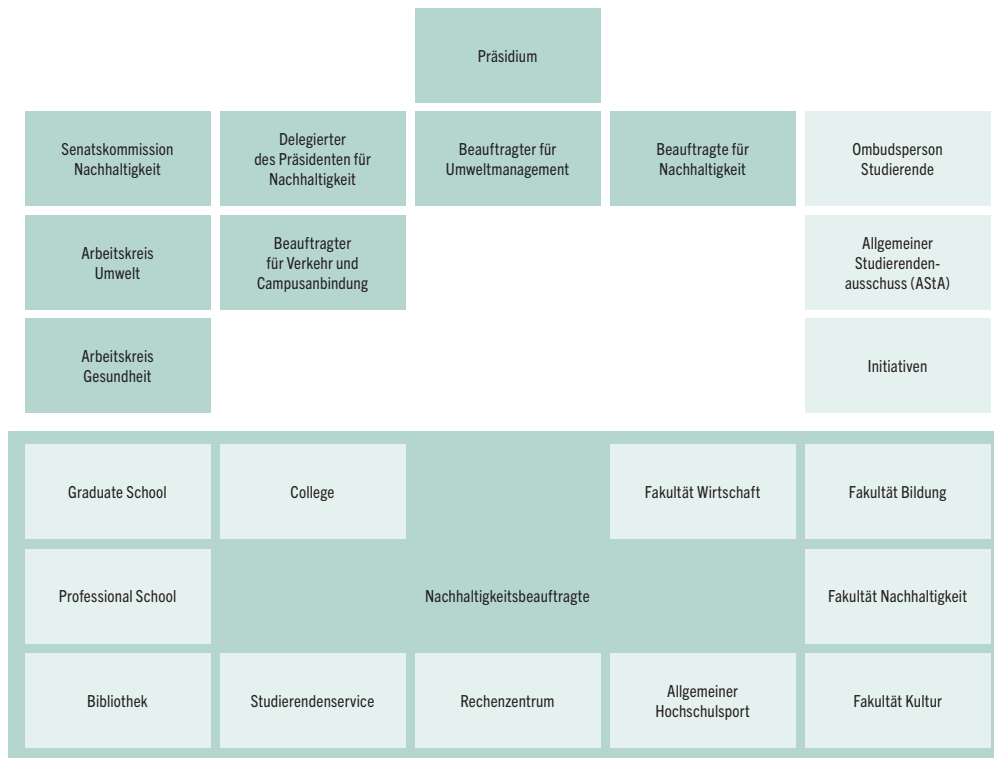 Präsidium
Senatskommission
Nachhaltigkeit
Delegierter
des Präsidenten für
Nachhaltigkeit
Beauftragter für
Umweltmanagement
Beauftragte für
Nachhaltigkeit
Ombudsperson
Studierende
Arbeitskreis
Umwelt
Beauftragter
für Verkehr und
Campusanbindung
Allgemeiner
Studierenden-
ausschuss (AStA)
Arbeitskreis
Gesundheit
Initiativen
Graduate School
College
Fakultät Wirtschaft
Fakultät Bildung
Professional School
Nachhaltigkeitsbeauftragte
Fakultät Nachhaltigkeit
Bibliothek
Studierendenservice
Rechenzentrum
Allgemeiner
Hochschulsport
Fakultät Kultur